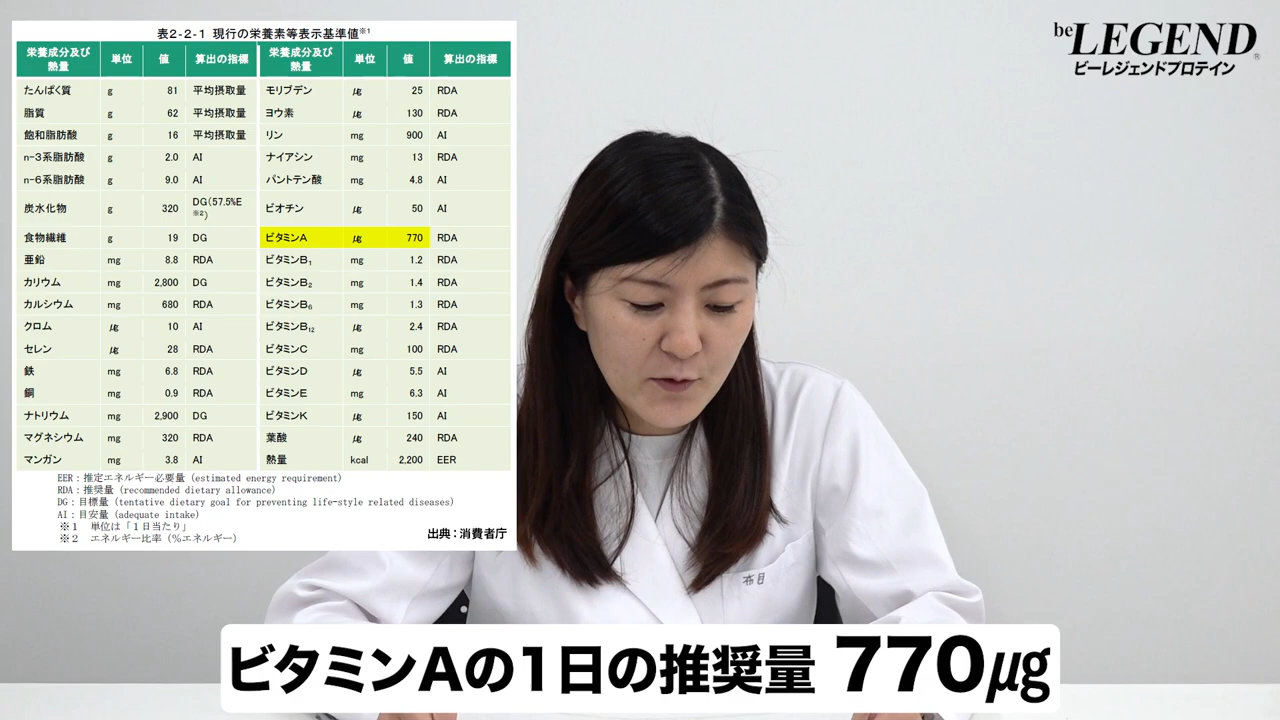 表2-2-1 現行の栄養素等表示基準値※1
栄養成分及び熱量 単位 値 算出の指標 栄養成分及び熱量 単位 値 算出の指標
たんぱく質 g 81 平均摂取量 モリブデン μg 25 RDA
脂質 g 62 平均摂取量 ヨウ素 μg 130 RDA
飽和脂肪酸 g 16 平均摂取量 リン mg 900 AI
n-3系脂肪酸 g 2.0 AI ナイアシン mg 13 RDA
n-6系脂肪酸 g 9.0 AI パントテン酸 mg 4.8 AI
炭水化物 g 320 DG(57.5%E※2) ビオチン μg 50 AI
食物繊維 g 19 DG ビタミンA μg 770 RDA
亜鉛 mg 8.8 RDA ビタミンB1 mg 1.2 RDA
カリウム mg 2,800 DG ビタミンB2 mg 1.4 RDA
カルシウム mg 680 RDA ビタミンB6 mg 1.3 RDA
クロム μg 10 AI ビタミンB12 mg 2.4 RDA
セレン μg 28 RDA ビタミンC mg 100 RDA
鉄 mg 6.8 RDA ビタミンD μg 5.5 AI
銅 mg 0.9 RDA ビタミンE mg 6.3 AI
ナトリウム mg 2,900 DG ビタミンK μg 150 AI
マグネシウム mg 320 RDA 葉酸 μg 240 RDA
マンガン mg 3.8 AI 熱量 kcal 2,200 EER
EER:推定エネルギー必要量 (estimated energy requirement)
RDA:推奨量 (recommended dietary allowance)
DG:目標量 (tentative dietary goal for preventing life-style related diseases)
AI:目安量 (adequate intake)
※1 単位は「1日当たり」
※2 エネルギー比率 (%エネルギー)
出典:消費者庁
be LEGEND®
ビーレジェンドプロテイン
布目
ビタミンAの1日の推奨量 770μg